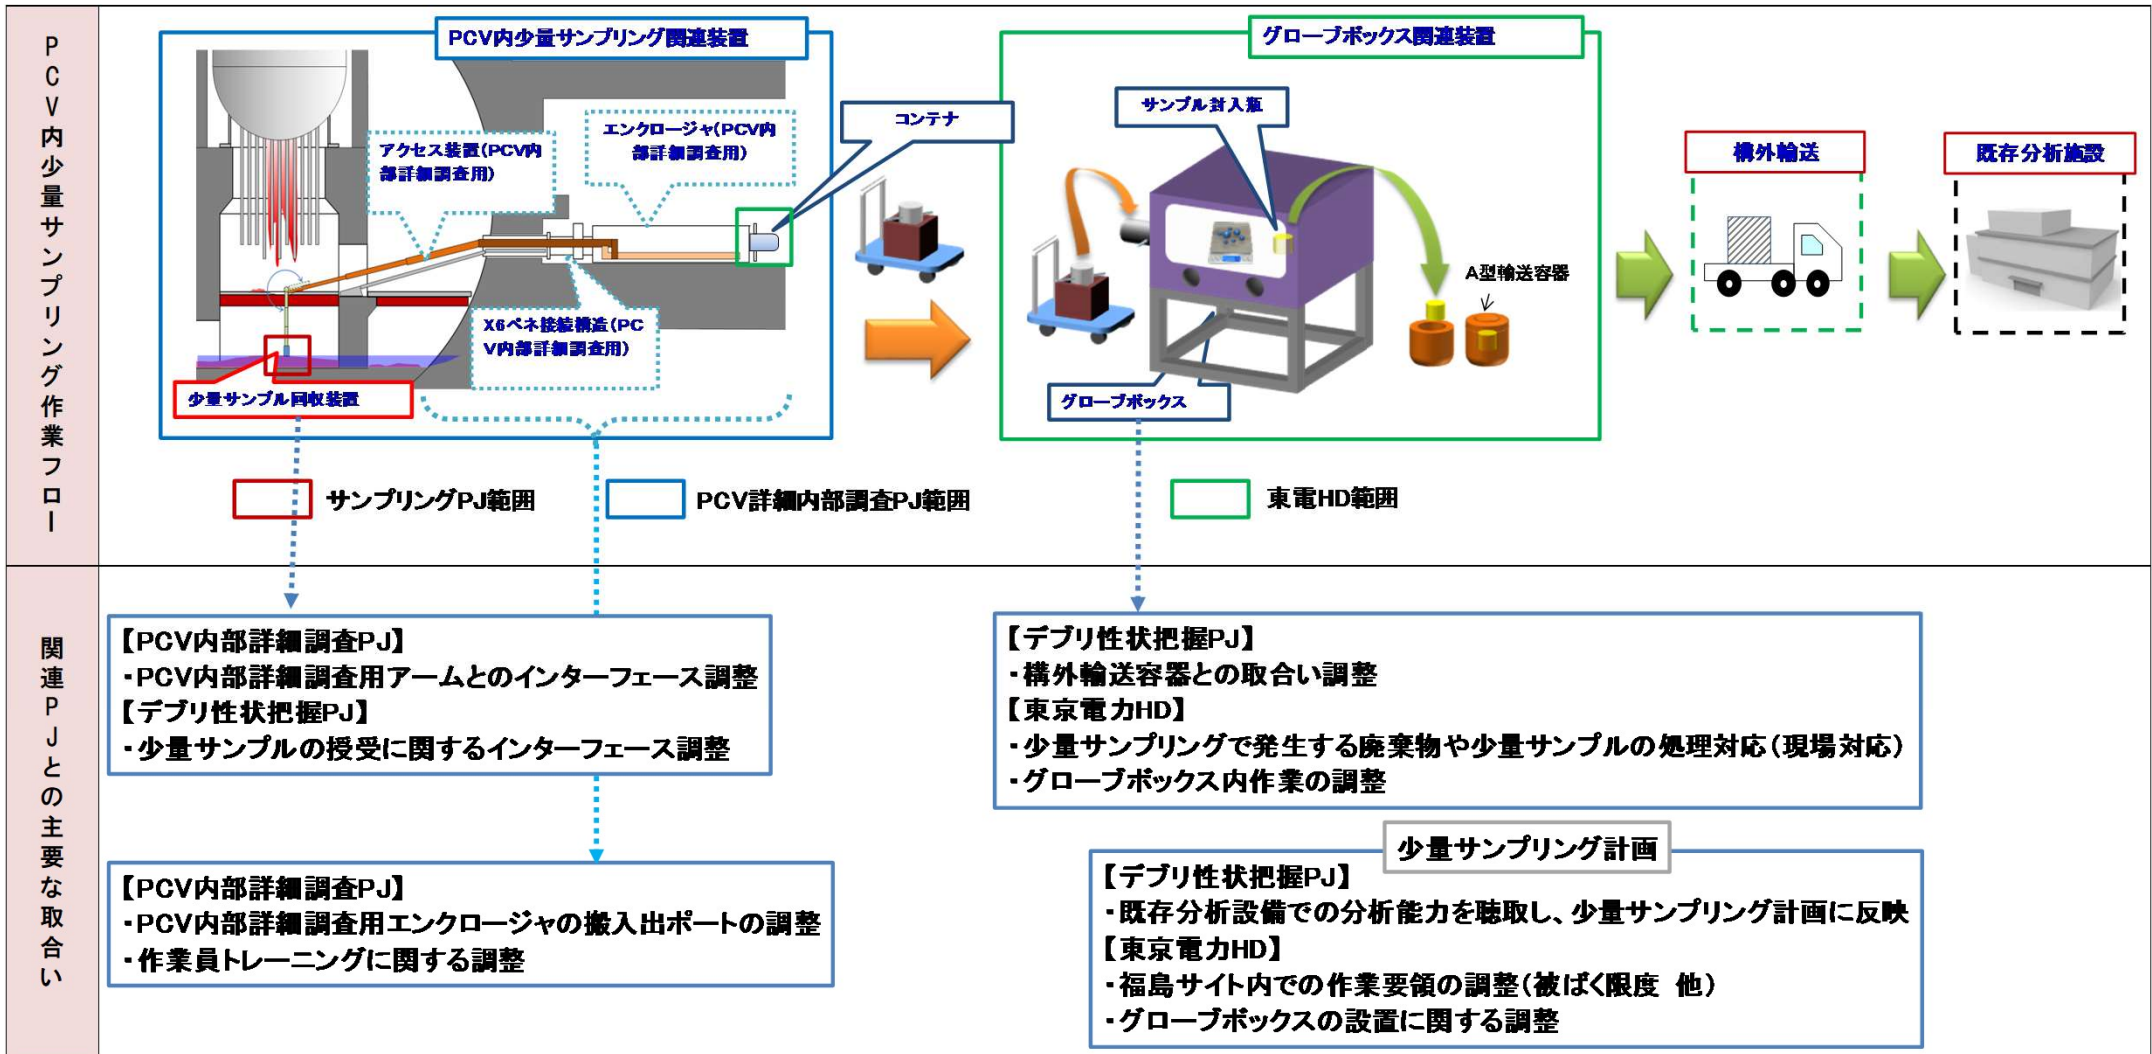 PCV内少量サンプリング作業フロー
PCV内少量サンプリング関連装置
グローブボックス関連装置
コンテナ
サンプル封入瓶
エンクロージャ(PCV内
部詳細調査用)
アクセス装置(PCV内
部詳細調査用)
構外輸送
既存分析施設
A型輸送容器
X6ペネ接続構造(PC
V内部詳細調査用)
少量サンプル回収装置
グローブボックス
サンプリングPJ範囲
PCV詳細内部調査PJ範囲
東電HD範囲
関連PJとの主要な取合い
【PCV内部詳細調査PJ】
・PCV内部詳細調査用アームとのインターフェース調整
【デブリ性状把握PJ】
・少量サンプルの授受に関するインターフェース調整
【PCV内部詳細調査PJ】
・PCV内部詳細調査用エンクロージャの搬入出ポートの調整
・作業員トレーニングに関する調整
【デブリ性状把握PJ】
・構外輸送容器との取合い調整
【東京電力HD】
・少量サンプリングで発生する廃棄物や少量サンプルの処理対応(現場対応)
・グローブボックス内作業の調整
少量サンプリング計画
【デブリ性状把握PJ】
・既存分析設備での分析能力を聴取し、少量サンプリング計画に反映
【東京電力HD】
・福島サイト内での作業要領の調整(被ばく限度 他)
・グローブボックスの設置に関する調整